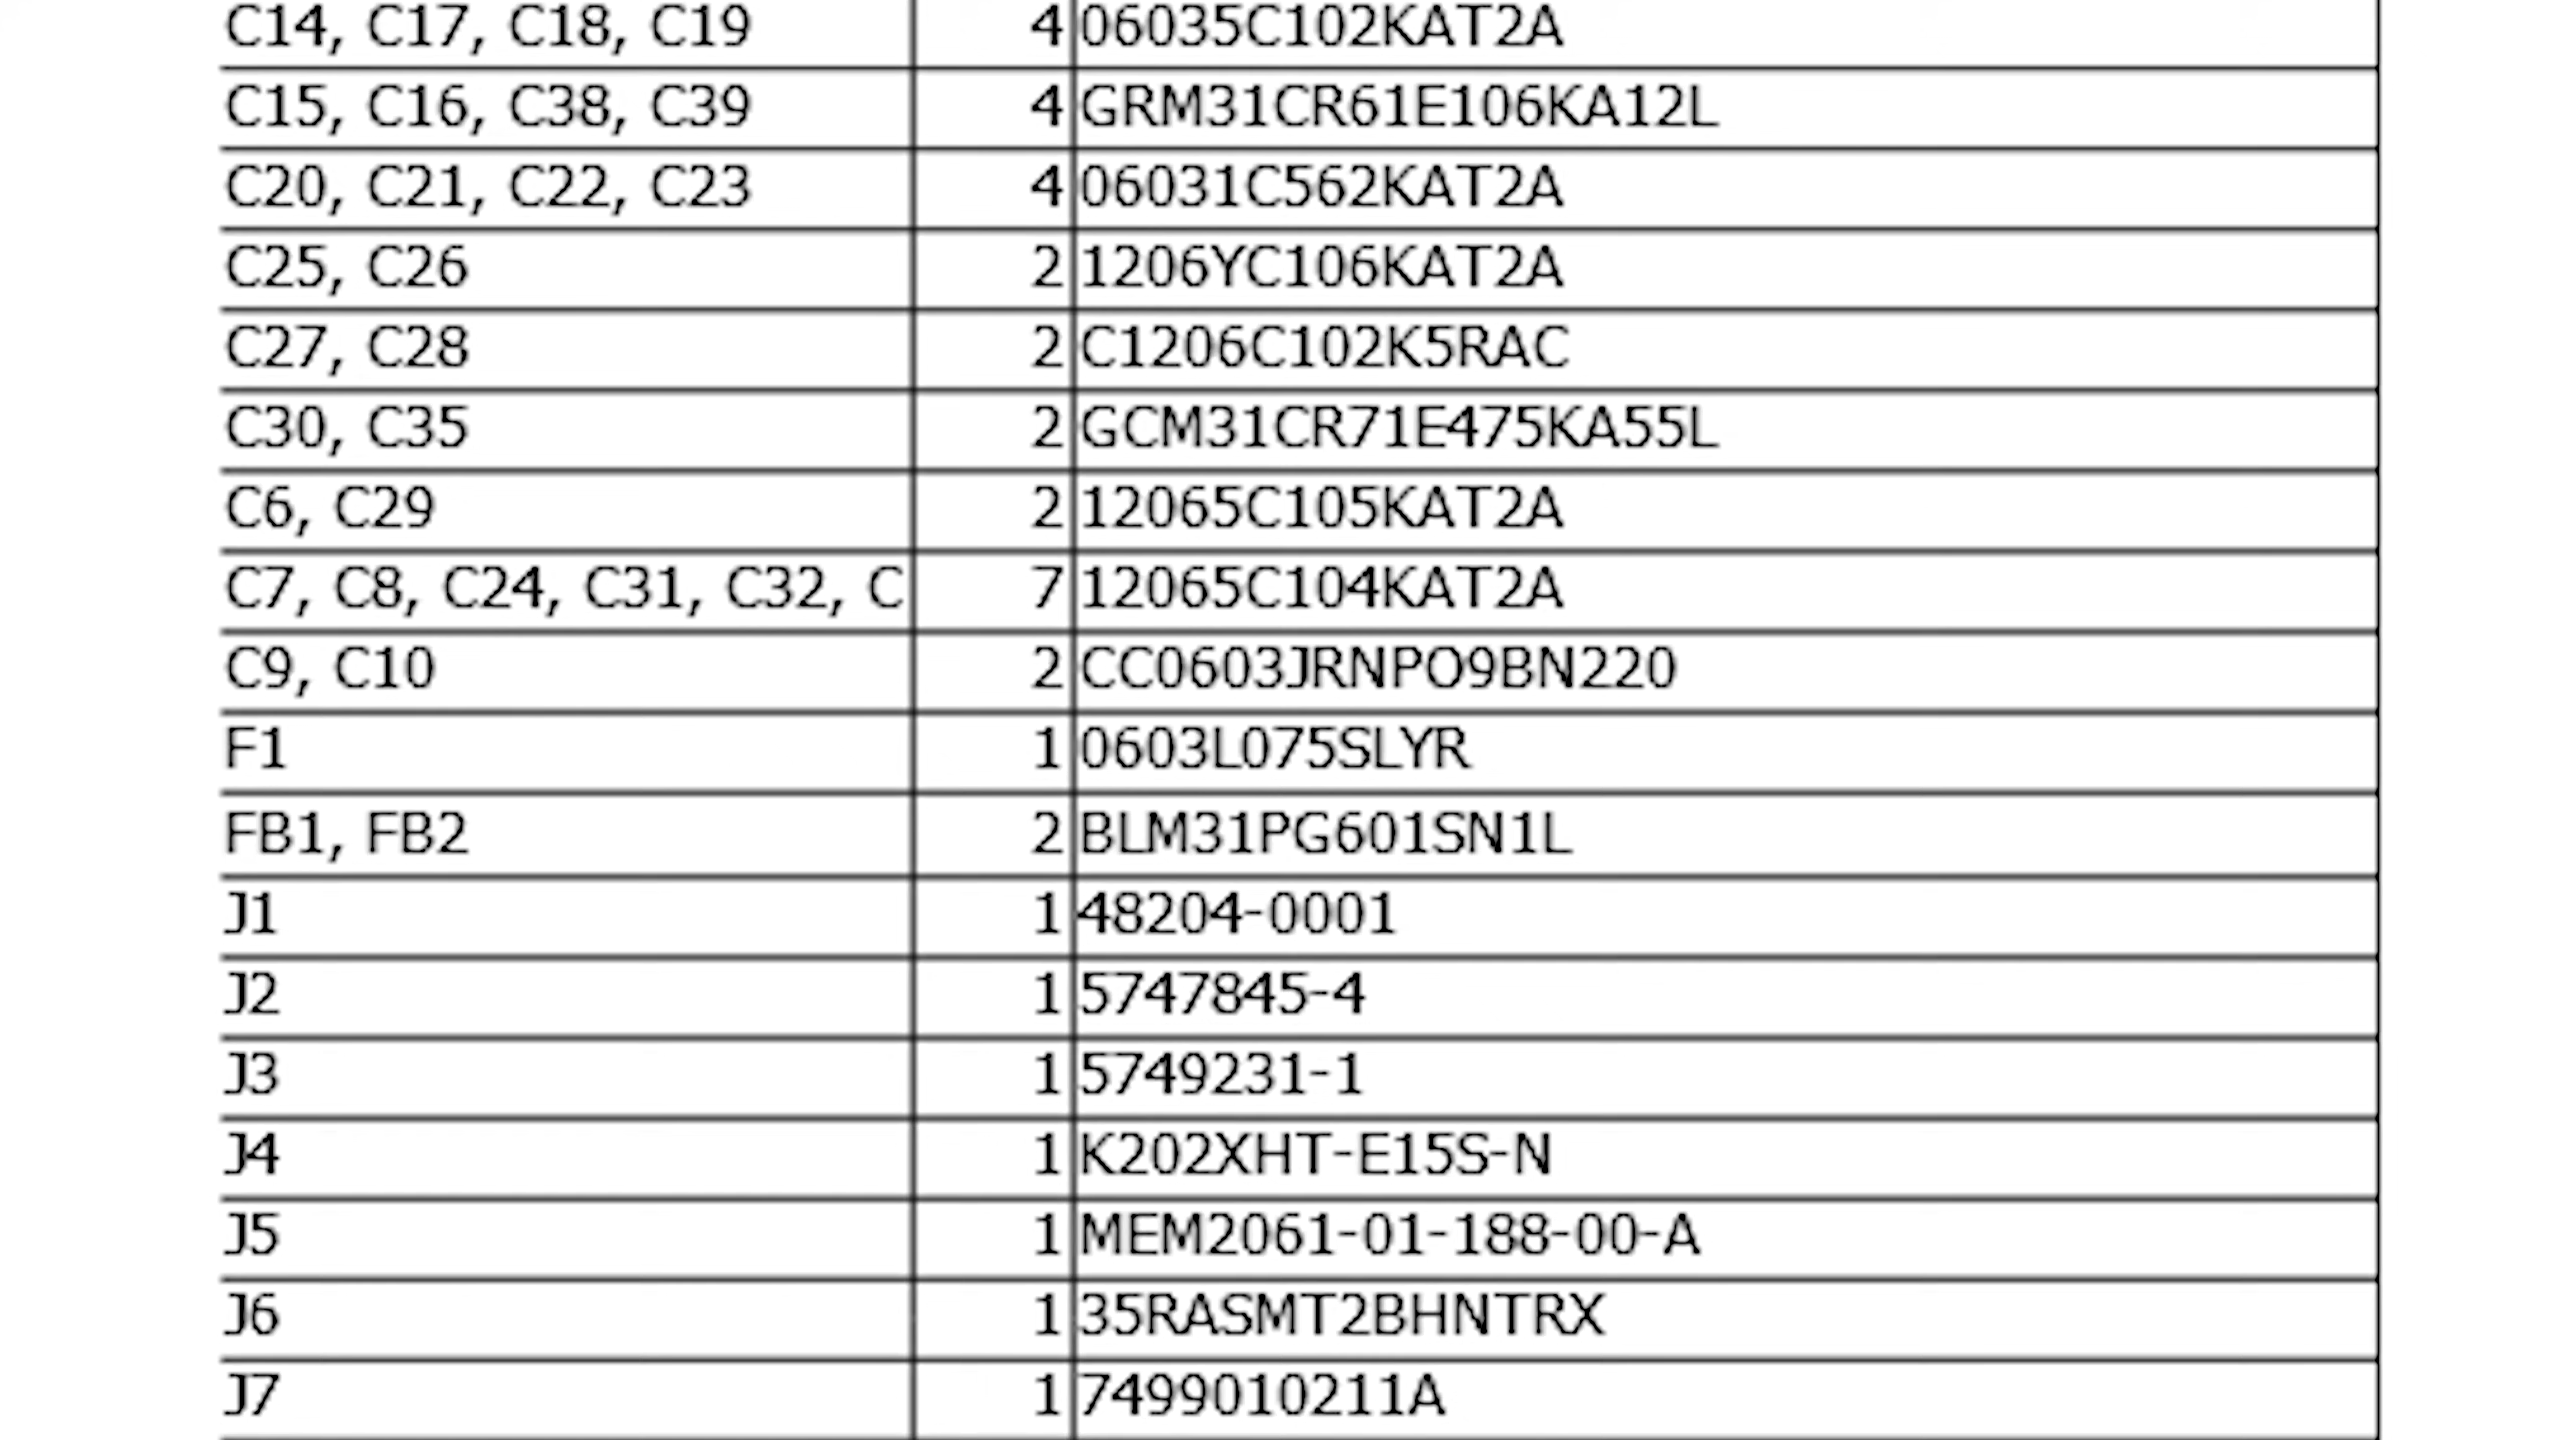 C14, C17, C18, C19 4 06035C102KAT2A
C15, C16, C38, C39 4 GRM31CR61E106KA12L
C20, C21, C22, C23 4 06031C562KAT2A
C25, C26 2 1206YC106KAT2A
C27, C28 2 C1206C102K5RAC
C30, C35 2 GCM31CR71E475KA55L
C6, C29 2 12065C105KAT2A
C7, C8, C24, C31, C32, C 7 12065C104KAT2A
C9, C10 2 CC0603JRNPO9BN220
F1 1 0603L075SLYR
FB1, FB2 2 BLM31PG601SN1L
J1 1 48204-0001
J2 1 5747845-4
J3 1 5749231-1
J4 1 K202XHT-E15S-N
J5 1 MEM2061-01-188-00-A
J6 1 35RASMT2BHNTRX
J7 1 7499010211A